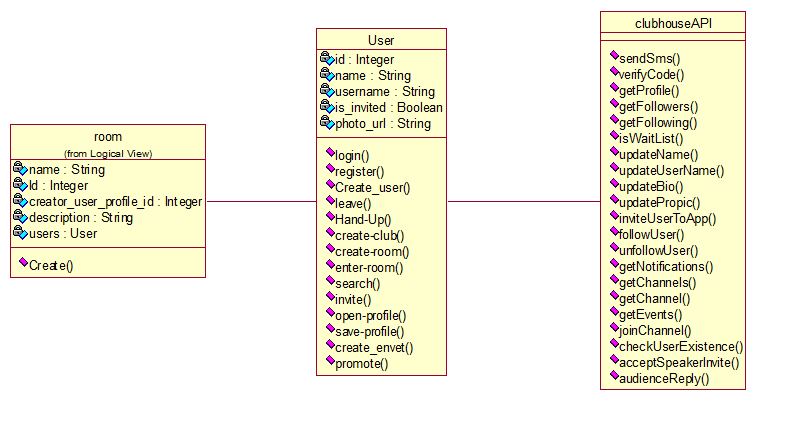 room
(from Logical View)
name : String
Id : Integer
creator_user_profile_id : Integer
description : String
users : User
Create()
User
id : Integer
name : String
username : String
is_invited : Boolean
photo_url : String
login()
register()
Create_user()
leave()
Hand-Up()
create-club()
create-room()
enter-room()
search()
invite()
open-profile()
save-profile()
create_envet()
promote()
clubhouseAPI
sendSms()
verifyCode()
getProfile()
getFollowers()
getFollowing()
isWaitList()
updateName()
updateUserName()
updateBio()
updatePropic()
inviteUserToApp()
followUser()
unfollowUser()
getNotifications()
getChannels()
getChannel()
getEvents()
joinChannel()
checkUserExistence()
acceptSpeakerInvite()
audienceReply()